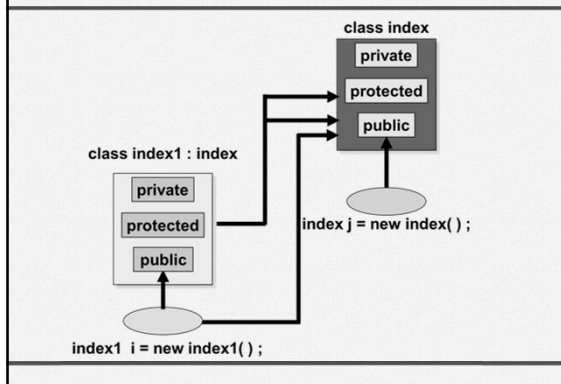 class index
private
protected
public
index j = new index( ) ;
class index1 : index
private
protected
public
index1 i = new index1( ) ;